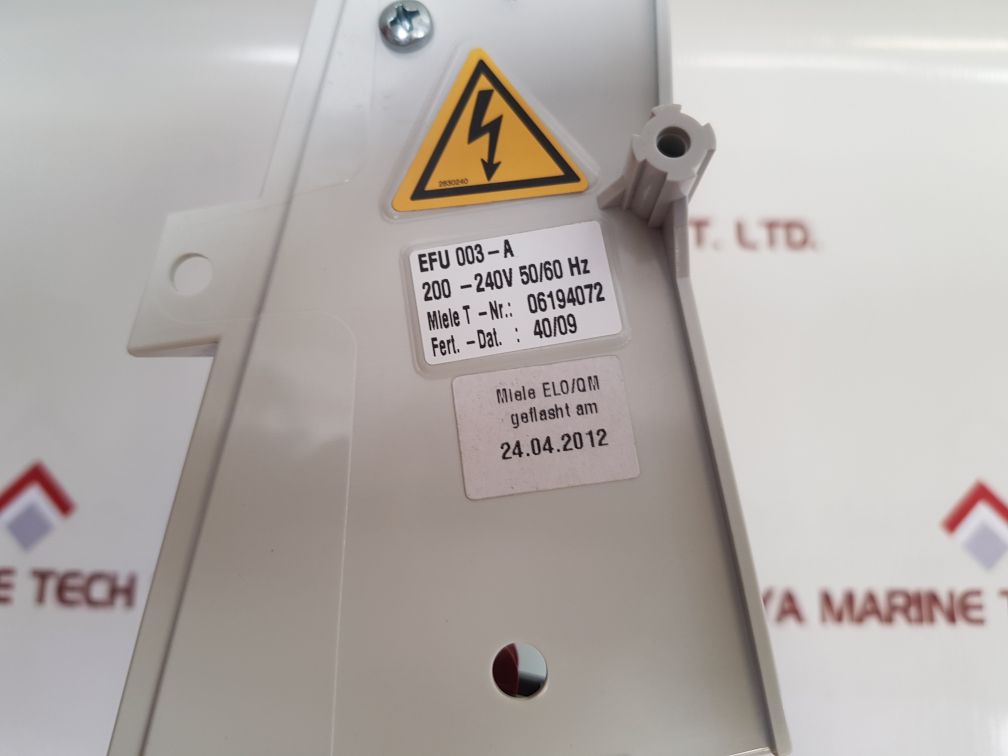 2830240
EFU 003-A
200 -240V 50/60 Hz
Miele T -Nr.: 06194072
Fert. -Dat. : 40/09
Miele ELO/QM
geflasht am
24.04.2012
T. LTD.
E TECH
YA MARINE T